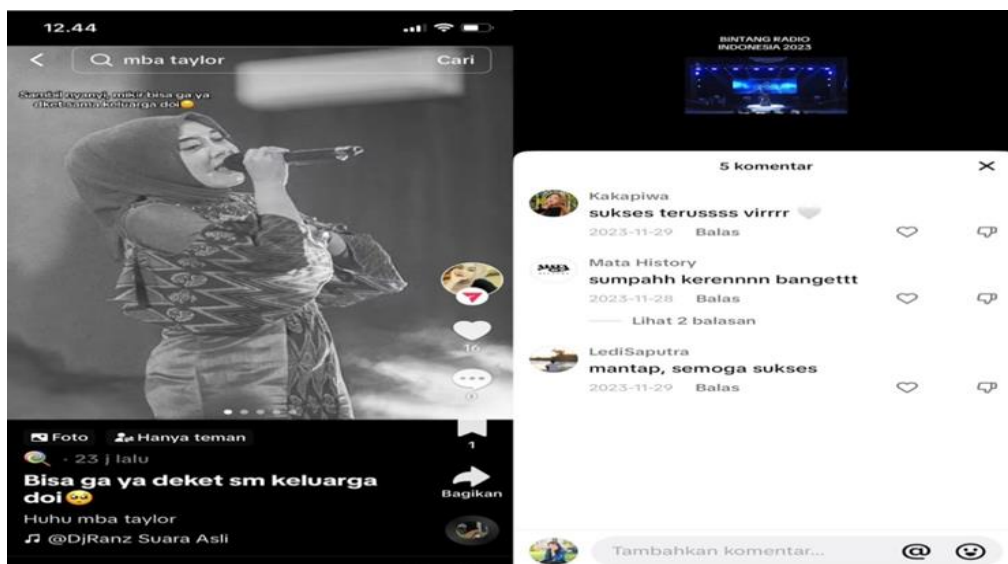 12.44
mba taylor
Cari
Sambil nyanyi, mikir bisa ga ya
dket sama keluarga doi
16
Foto
Hanya teman
· 23 j lalu
1
Bisa ga ya deket sm keluarga
doi
Bagikan
Huhu mba taylor
@DjRanz Suara Asli
BINTANG RADIO
INDONESIA 2023
5 komentar
Kakapiwa
sukses terussss virrrr
2023-11-29 Balas
Mata History
sumpahh kerennnn bangettt
2023-11-28 Balas
Lihat 2 balasan
LediSaputra
mantap, semoga sukses
2023-11-29 Balas
Tambahkan komentar...
@